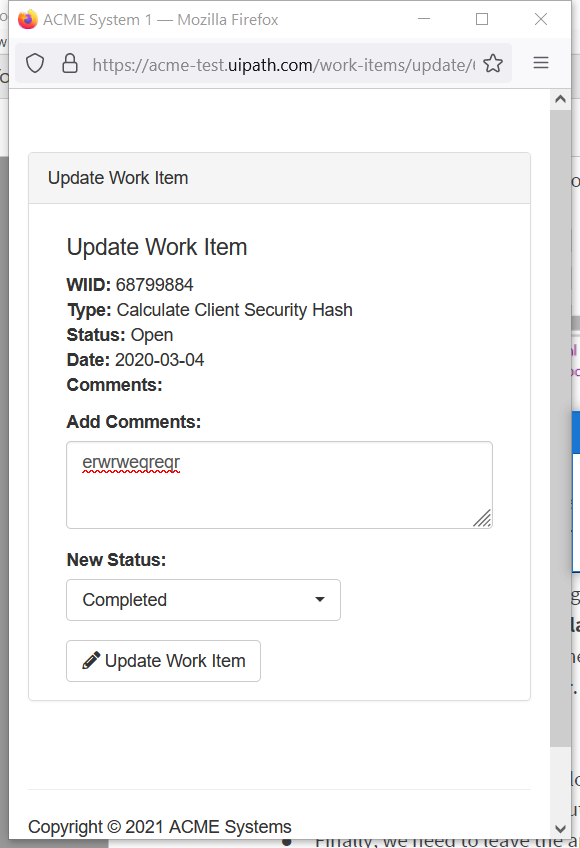 ACME System 1 — Mozilla Firefox
https://acme-test.uipath.com/work-items/update/
Update Work Item
Update Work Item
WIID: 68799884
Type: Calculate Client Security Hash
Status: Open
Date: 2020-03-04
Comments:
Add Comments:
erwrweqreqr
New Status:
Completed
Update Work Item
Copyright © 2021 ACME Systems
Finally, we need to leave the a